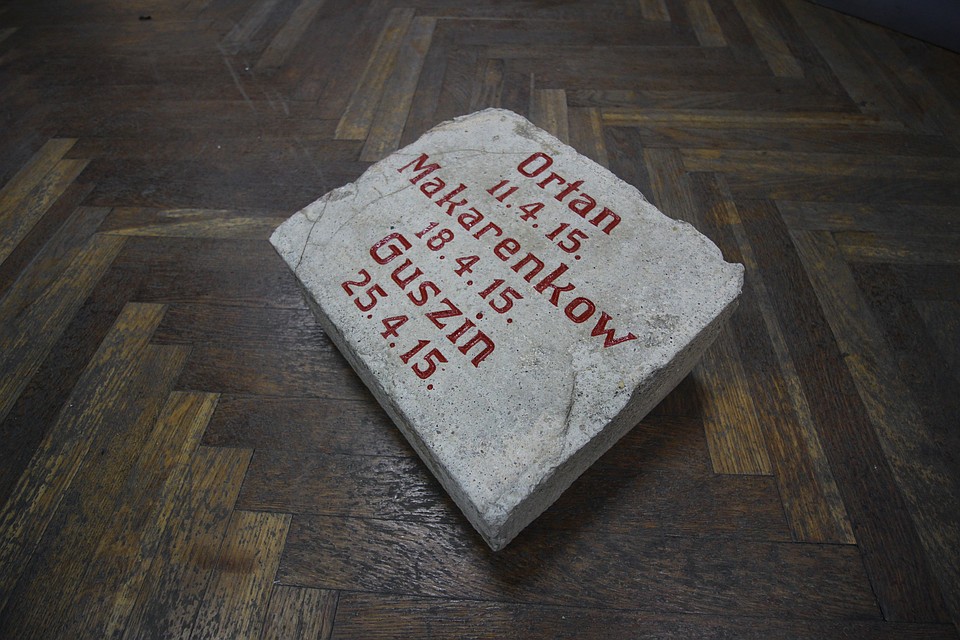 Ortan
11.4.15.
Makarenkow
18.4.15.
Guszin
25.4.15.